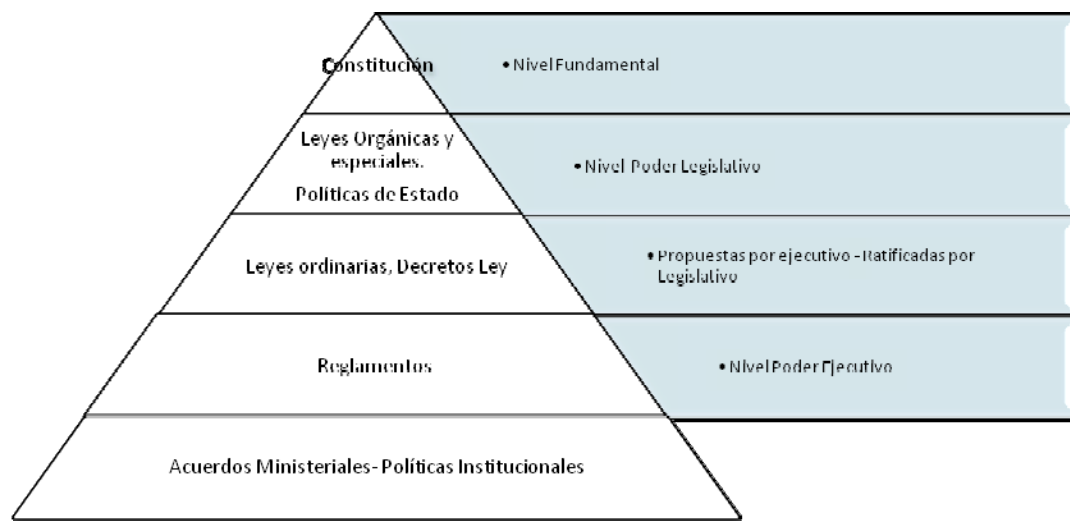 Constitución
• Nivel Fundamental
Leyes Orgánicas y
especiales.
Políticas de Estado
• Nivel Poder Legislativo
Leyes ordinarias, Decretos Ley
• Propuestas por ejecutivo - Ratificadas por
Legislativo
Reglamentos
• Nivel Poder Ejecutivo
Acuerdos Ministeriales- Políticas Institucionales